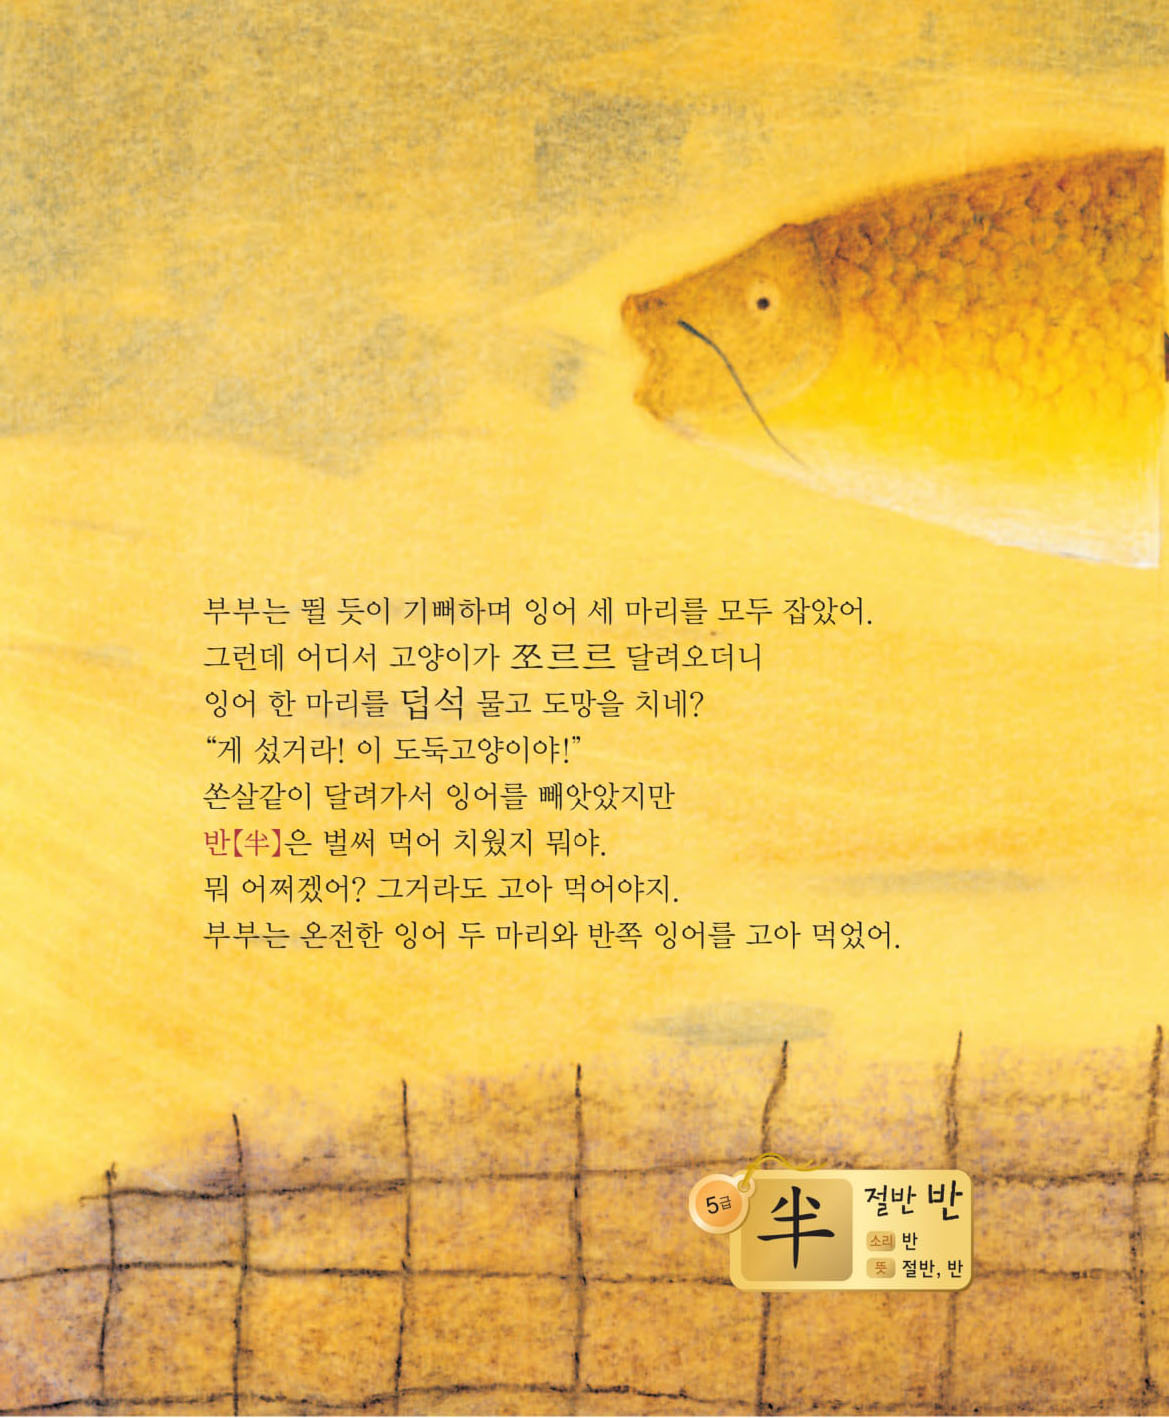 부부는 뛸 듯이 기뻐하며 잉어 세 마리를 모두 잡았어.
그런데 어디서 고양이가 쪼르르 달려오더니
잉어 한 마리를 덥석 물고 도망을 치네?
“게 섰거라! 이 도둑고양이야!”
쏜살같이 달려가서 잉어를 빼앗았지만
반【半】은 벌써 먹어 치웠지 뭐야.
뭐 어쩌겠어? 그거라도 고아 먹어야지.
부부는 온전한 잉어 두 마리와 반쪽 잉어를 고아 먹었어.
5급
半
절반 반
소리 반
뜻 절반, 반